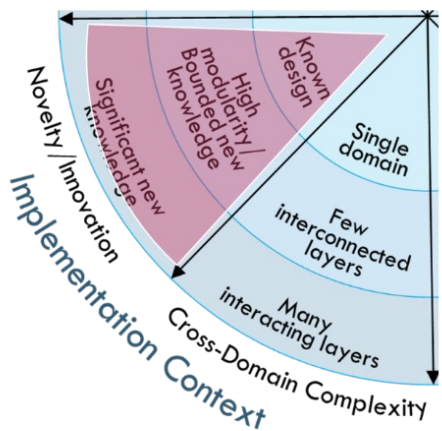 Known
design
High
modularity/
Bounded new
knowledge
Significant new
knowledge
Novelty/Innovation
Single
domain
Few
interconnected
layers
Many
interacting layers
Cross-Domain Complexity
Implementation Context